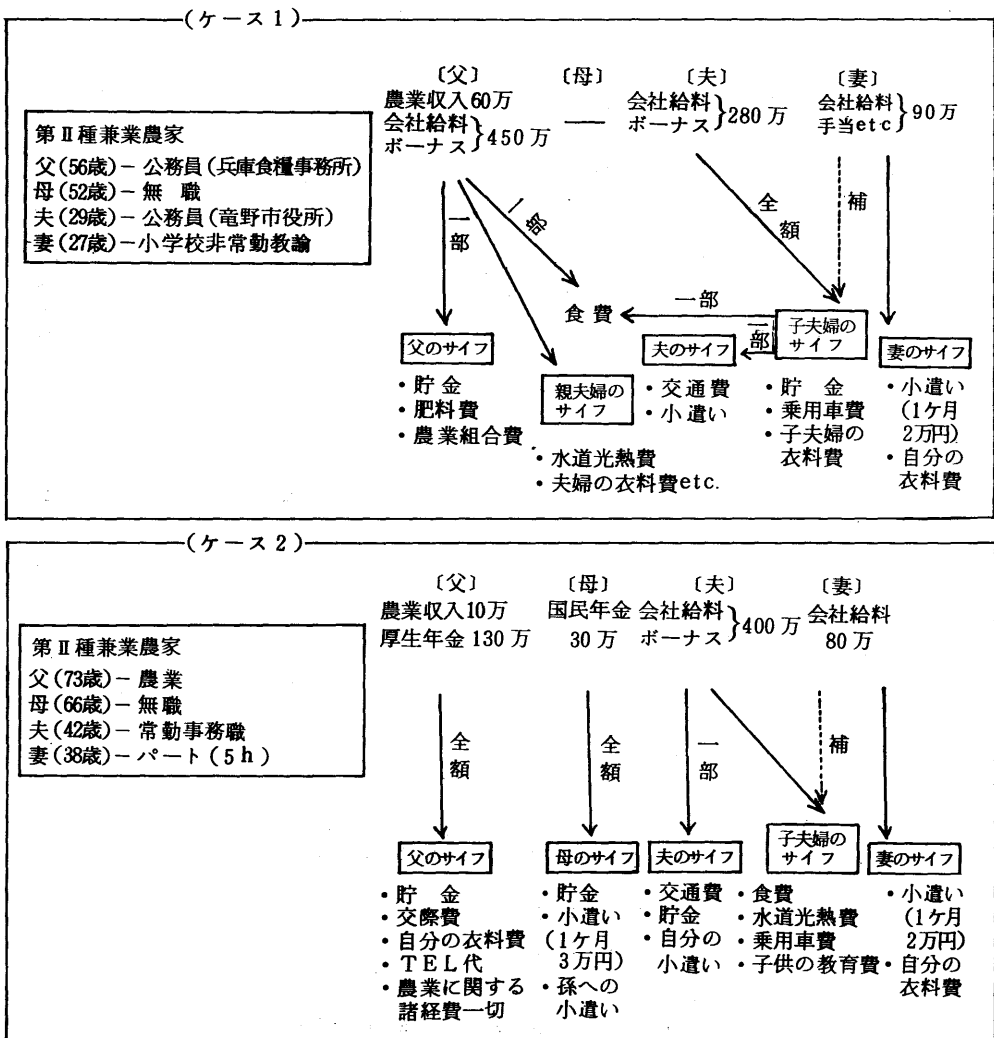 (ケース1)
〔父〕 〔母〕 〔夫〕 〔妻〕
農業収入60万
会社給料
ボーナス}450万
――
会社給料
ボーナス}280万
会社給料
手当etc}90万
第Ⅱ種兼業農家
父(56歳)－公務員(兵庫食糧事務所)
母(52歳)－無 職
夫(29歳)－公務員(竜野市役所)
妻(27歳)－小学校非常勤教諭
一部
一部
一部
全額
補
食費
一部
一部
父のサイフ
・貯金
・肥料費
・農業組合費
親夫婦の
サイフ
・水道光熱費
・夫婦の衣料費etc.
夫のサイフ
・交通費
・小遣い
子夫婦の
サイフ
・貯 金
・乗用車費
・子夫婦の
衣料費
妻のサイフ
・小遣い
(1ケ月
2万円)
・自分の
衣料費
(ケース2)
〔父〕 〔母〕 〔夫〕 〔妻〕
農業収入10万
厚生年金 130万
国民年金
30万
会社給料
ボーナス}400万
会社給料
80万
第Ⅱ種兼業農家
父(73歳)－農業
母(66歳)－無職
夫(42歳)－常勤事務職
妻(38歳)－パート(5h)
全額
全額
一部
補
父のサイフ
・貯 金
・交際費
・自分の衣料費
・TEL代
・農業に関する
諸経費一切
母のサイフ
・貯金
・小遣い
(1ケ月
3万円)
・孫への
小遣い
夫のサイフ
・交通費
・貯金
・自分の
小遣い
子夫婦の
サイフ
・食費
・水道光熱費
・乗用車費
・子供の教育費
妻のサイフ
・小遣い
(1ケ月
2万円)
・自分の
衣料費